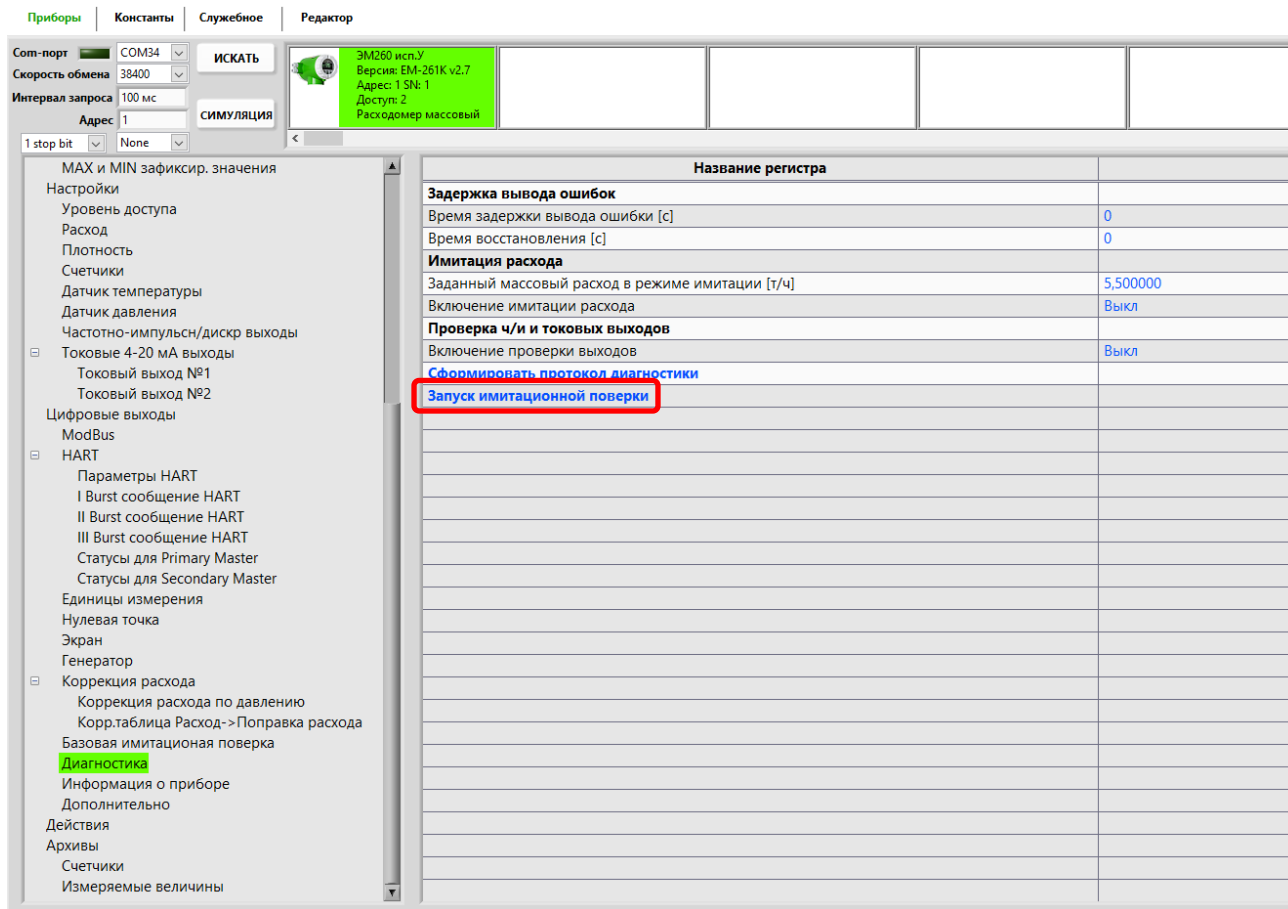 Приборы
Константы
Служебное
Редактор
Com-порт
COM34
ИСКАТЬ
Скорость обмена
38400
Интервал запроса
100 мс
Адрес
1
СИМУЛЯЦИЯ
1 stop bit
None
ЭМ260 исп.У
Версия: EM-261K v2.7
Адрес: 1 SN: 1
Доступ: 2
Расходомер массовый
MAX и MIN зафиксир. значения
Настройки
Уровень доступа
Расход
Плотность
Счетчики
Датчик температуры
Датчик давления
Частотно-импульсн/дискр выходы
Токовые 4-20 мА выходы
Токовый выход №1
Токовый выход №2
Цифровые выходы
ModBus
HART
Параметры HART
I Burst сообщение HART
II Burst сообщение HART
III Burst сообщение HART
Статусы для Primary Master
Статусы для Secondary Master
Единицы измерения
Нулевая точка
Экран
Генератор
Коррекция расхода
Коррекция расхода по давлению
Корр.таблица Расход->Поправка расхода
Базовая имитационая поверка
Диагностика
Информация о приборе
Дополнительно
Действия
Архивы
Счетчики
Измеряемые величины
Название регистра
Задержка вывода ошибок
Время задержки вывода ошибки [с] 0
Время восстановления [с] 0
Имитация расхода
Заданный массовый расход в режиме имитации [т/ч] 5,500000
Включение имитации расхода Выкл
Проверка ч/и и токовых выходов
Включение проверки выходов Выкл
Сформировать протокол диагностики
Запуск имитационной поверки